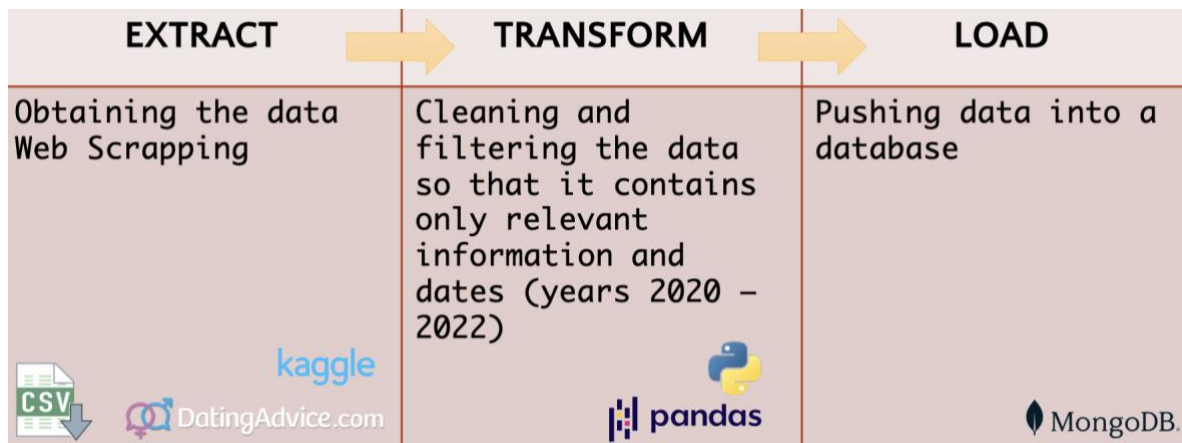 EXTRACT
TRANSFORM
LOAD
Obtaining the data
Web Scrapping
Cleaning and
filtering the data
so that it contains
only relevant
information and
dates (years 2020 –
2022)
Pushing data into a
database
kaggle
CSV
DatingAdvice.com
pandas
MongoDB.